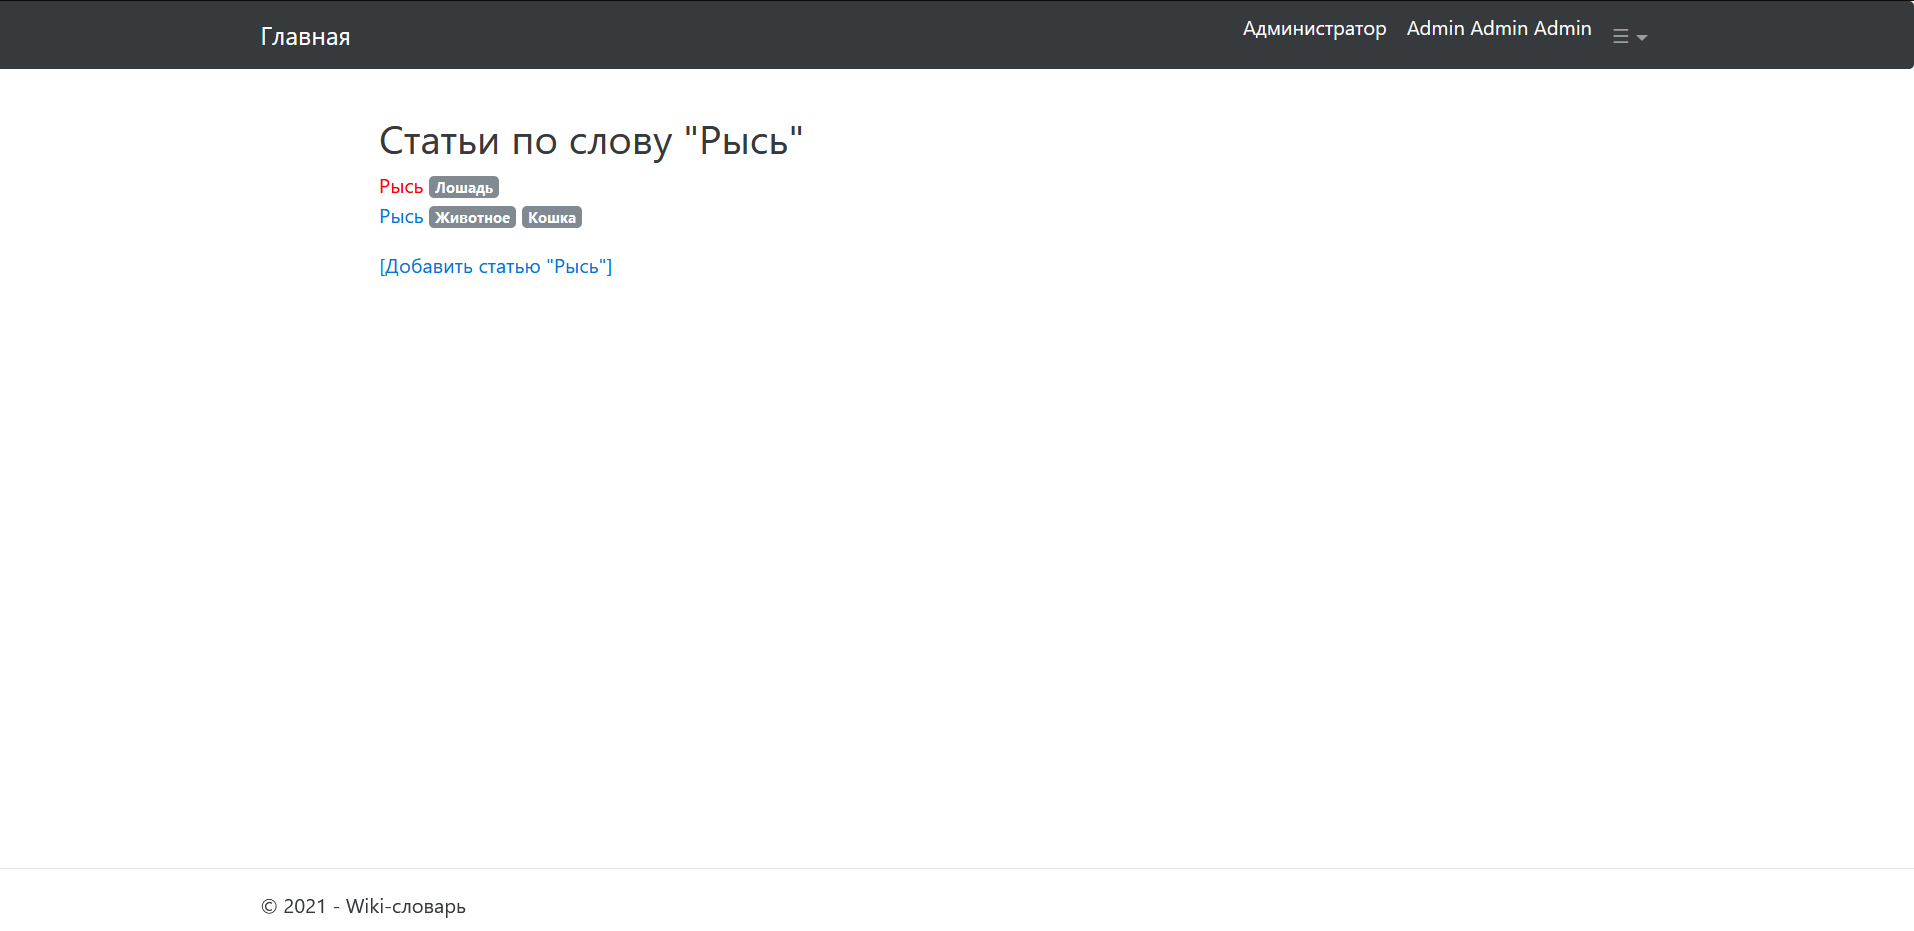 Главная
Администратор Admin Admin Admin
Статьи по слову "Рысь"
Рысь Лошадь
Рысь Животное Кошка
[Добавить статью "Рысь"]
© 2021 - Wiki-словарь